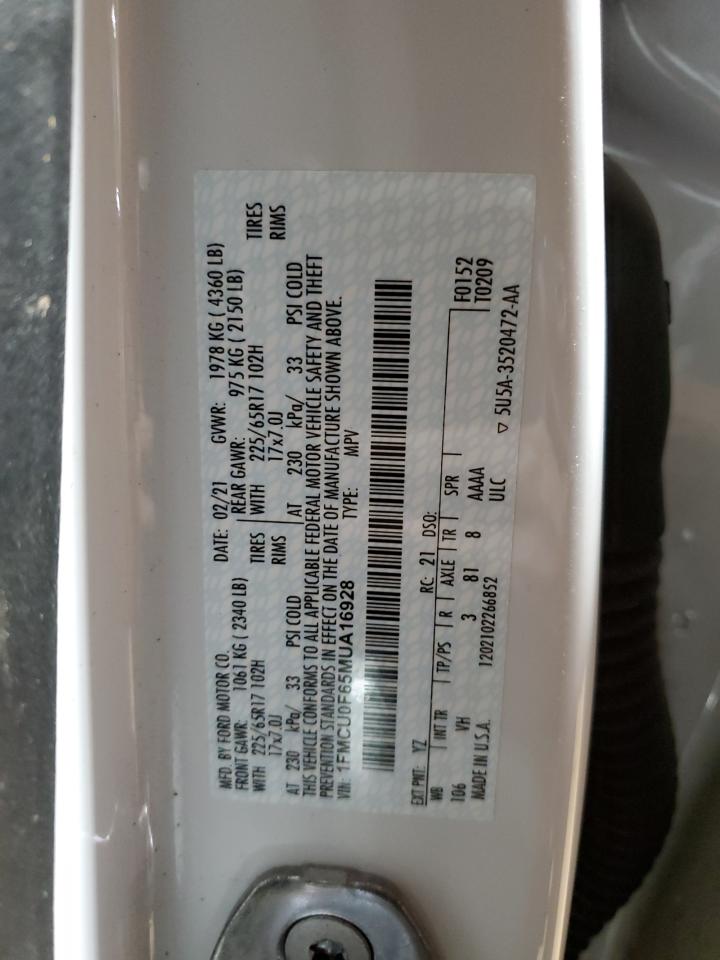 MFD. BY FORD MOTOR CO. DATE: 02/21 GVWR: 1978 KG ( 4360 LB)
FRONT GAWR: 1061 KG ( 2340 LB) REAR GAWR: 975 KG ( 2150 LB)
WITH 225/65R17 102H TIRES WITH 225/65R17 102H TIRES
17x7.0J RIMS 17x7.0J RIMS
AT 230 kPa/ 33 PSI COLD AT 230 kPa/ 33 PSI COLD
THIS VEHICLE CONFORMS TO ALL APPLICABLE FEDERAL MOTOR VEHICLE SAFETY AND THEFT
PREVENTION STANDARDS IN EFFECT ON THE DATE OF MANUFACTURE SHOWN ABOVE.
VIN: 1FMCU0F65MUA16928 TYPE: MPV
EXT PNT: YZ RC: 21 DSO:
WB INT TR TP/PS R AXLE TR SPR F0152
106 VH 3 81 8 AAAA T0209
MADE IN U.S.A. 1202102266852 ULC ▽ 5U5A-3520472-AA